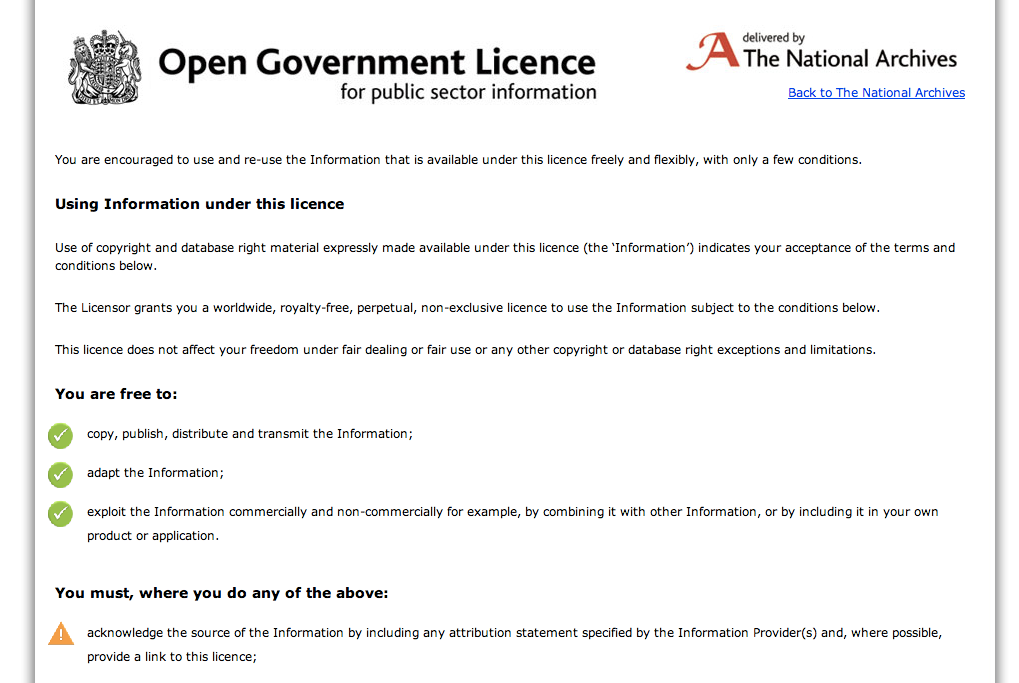 Open Government Licence
for public sector information
delivered by
The National Archives
Back to The National Archives
You are encouraged to use and re-use the Information that is available under this licence freely and flexibly, with only a few conditions.
Using Information under this licence
Use of copyright and database right material expressly made available under this licence (the ‘Information’) indicates your acceptance of the terms and
conditions below.
The Licensor grants you a worldwide, royalty-free, perpetual, non-exclusive licence to use the Information subject to the conditions below.
This licence does not affect your freedom under fair dealing or fair use or any other copyright or database right exceptions and limitations.
You are free to:
copy, publish, distribute and transmit the Information;
adapt the Information;
exploit the Information commercially and non-commercially for example, by combining it with other Information, or by including it in your own
product or application.
You must, where you do any of the above:
acknowledge the source of the Information by including any attribution statement specified by the Information Provider(s) and, where possible,
provide a link to this licence;